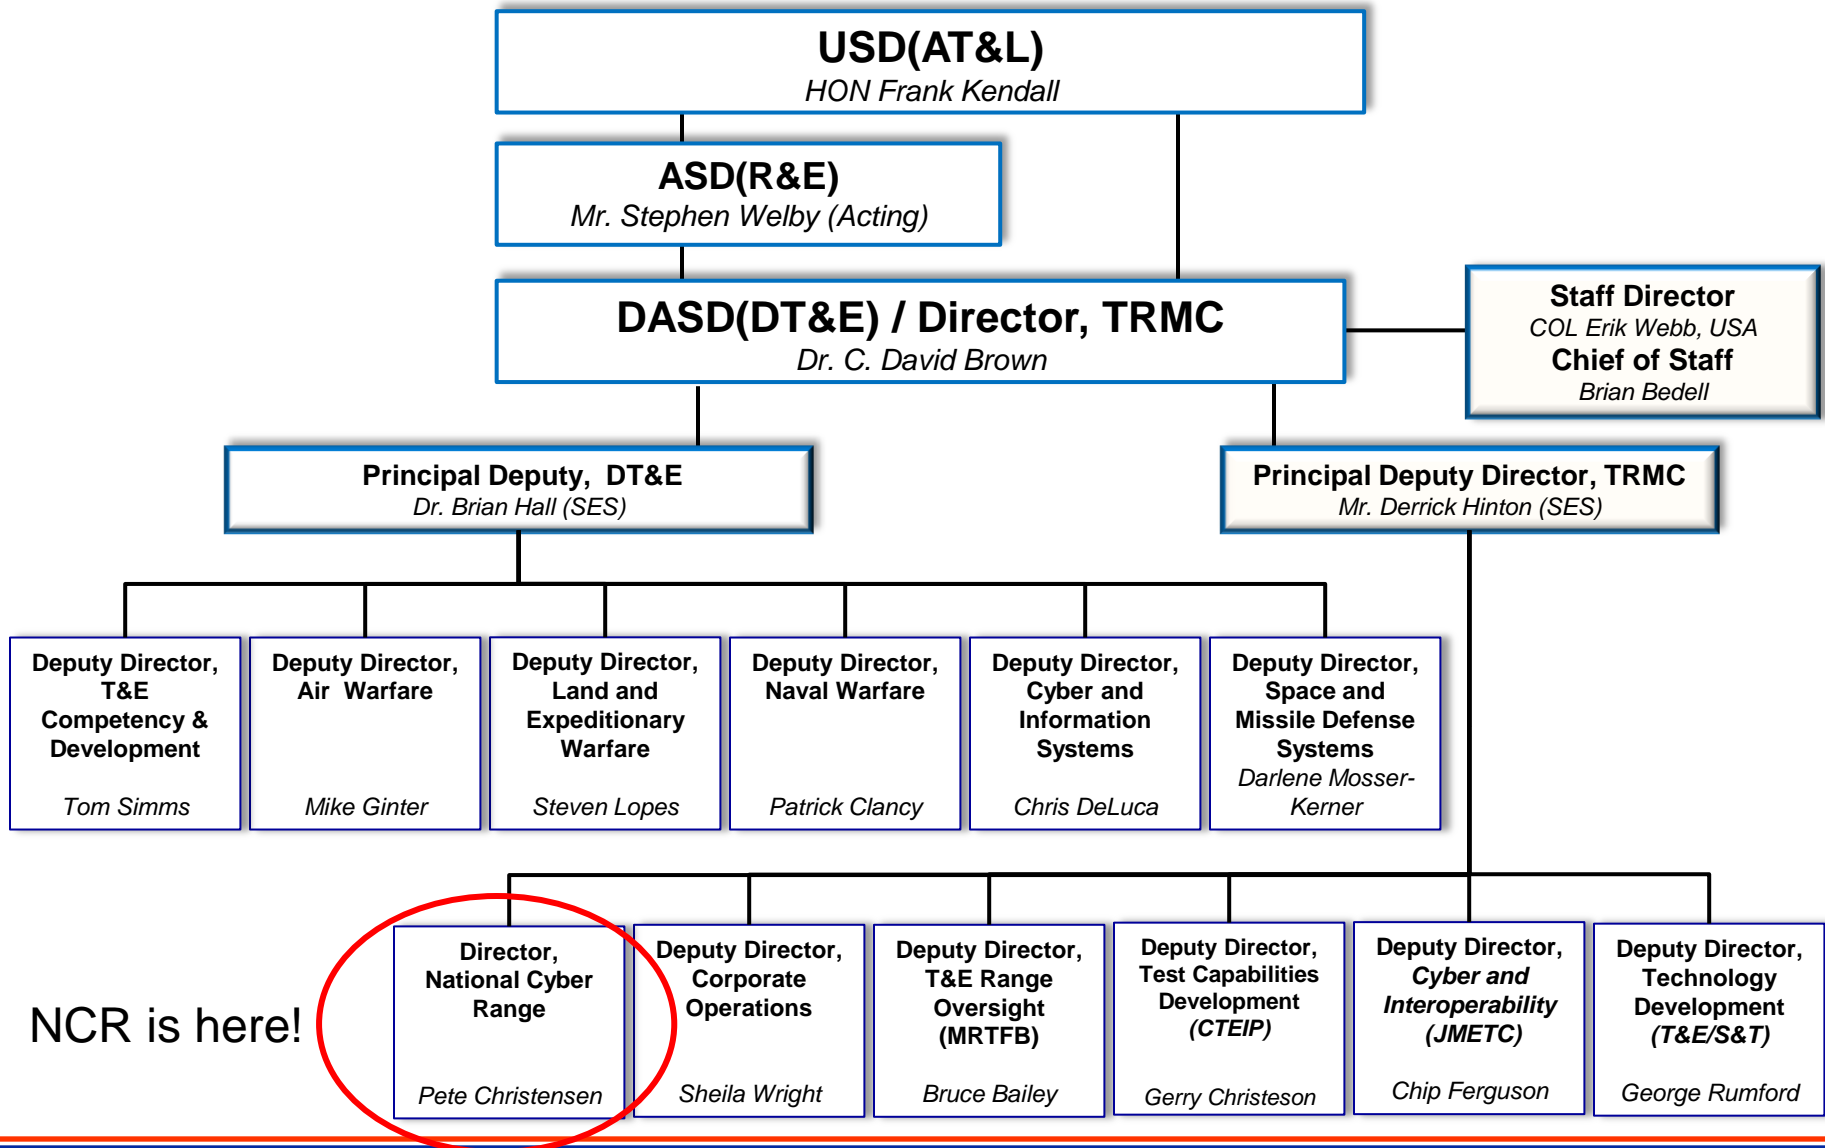 USD(AT&L)
HON Frank Kendall
ASD(R&E)
Mr. Stephen Welby (Acting)
DASD(DT&E) / Director, TRMC
Dr. C. David Brown
Staff Director
COL Erik Webb, USA
Chief of Staff
Brian Bedell
Principal Deputy, DT&E
Dr. Brian Hall (SES)
Principal Deputy Director, TRMC
Mr. Derrick Hinton (SES)
Deputy Director,
T&E
Competency &
Development
Tom Simms
Deputy Director,
Air Warfare
Mike Ginter
Deputy Director,
Land and
Expeditionary
Warfare
Steven Lopes
Deputy Director,
Naval Warfare
Patrick Clancy
Deputy Director,
Cyber and
Information
Systems
Chris DeLuca
Deputy Director,
Space and
Missile Defense
Systems
Darlene Mosser-
Kerner
NCR is here!
Director,
National Cyber
Range
Pete Christensen
Deputy Director,
Corporate
Operations
Sheila Wright
Deputy Director,
T&E Range
Oversight
(MRTFB)
Bruce Bailey
Deputy Director,
Test Capabilities
Development
(CTEIP)
Gerry Christeson
Deputy Director,
Cyber and
Interoperability
(JMETC)
Chip Ferguson
Deputy Director,
Technology
Development
(T&E/S&T)
George Rumford